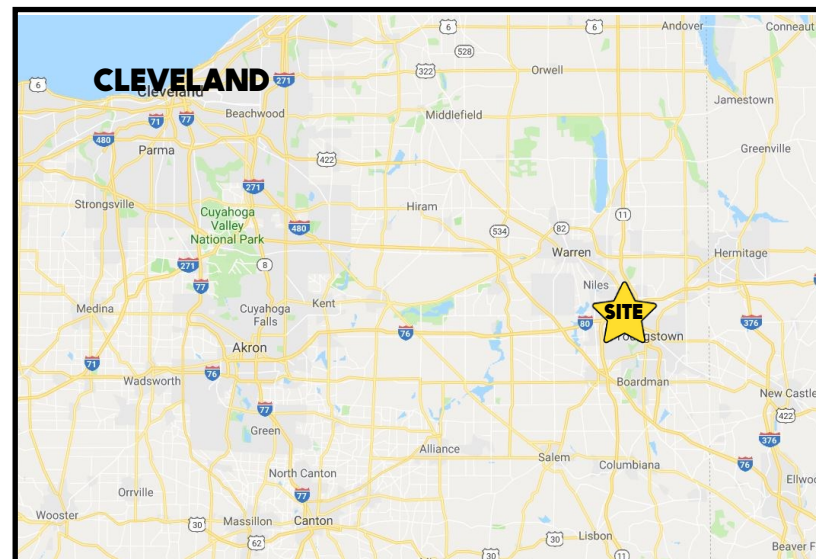 6
6
Andover
Conneaut
528
CLEVELAND
Cleveland
271
322
Orwell
6
Jamestown
Beachwood
Middlefield
71
77
480
Parma
Greenville
422
271
Strongsville
Hiram
Cuyahoga
Valley
National Park
11
480
534
82
Warren
Hermitage
271
8
77
Niles
Medina
Cuyahoga
Falls
Kent
SITE
80
376
76
Akron
71
76
Wadsworth
Boardman
77
New Castle
422
Green
376
Alliance
Salem
Columbiana
76
North Canton
Orrville
77
Wooster
30
Massillon
Canton
62
30
30
11
Lisbon